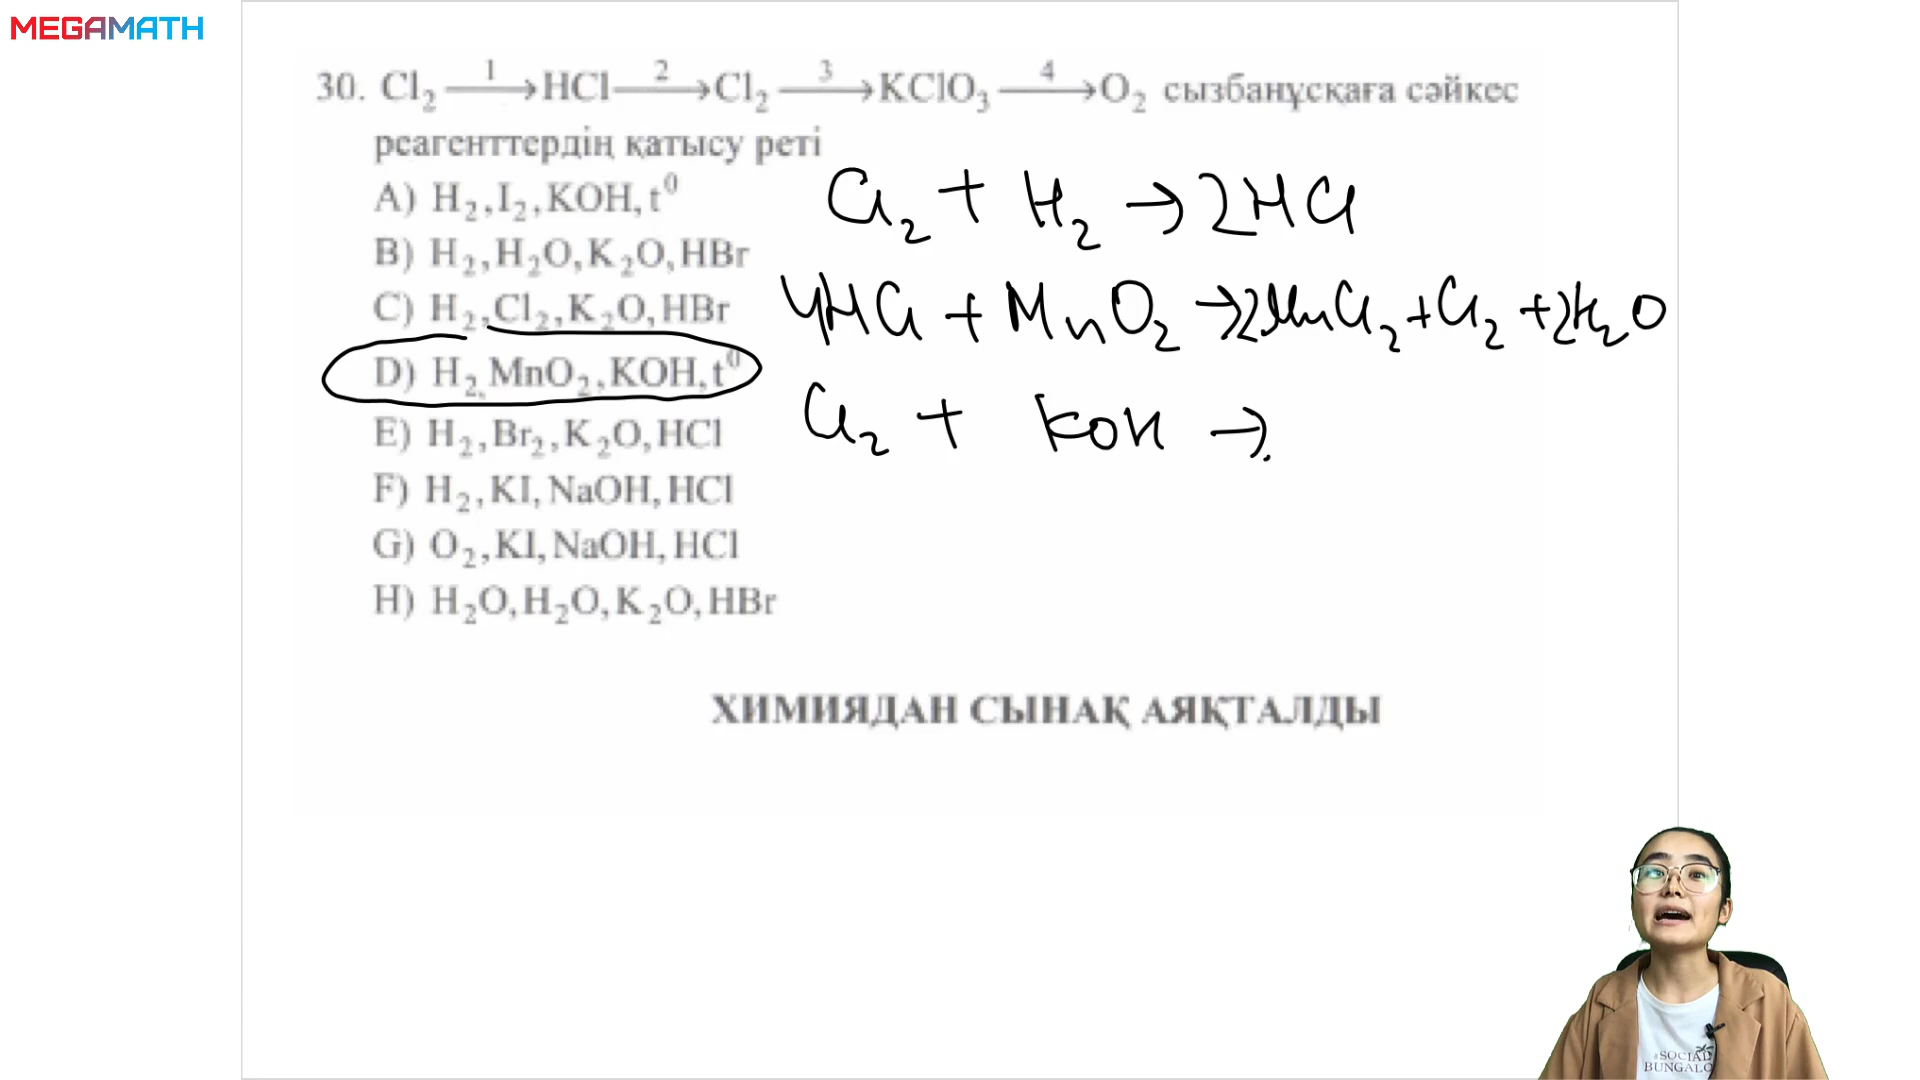 MEGAMATH
30. Cl₂ —1→ HCl —2→ Cl₂ —3→ KClO₃ —4→ O₂ сызбанұсқаға сәйкес
реагенттердің қатысу реті
A) H₂, I₂, KOH, t⁰
B) H₂, H₂O, K₂O, HBr
C) H₂, Cl₂, K₂O, HBr
D) H₂, MnO₂, KOH, t⁰
E) H₂, Br₂, K₂O, HCl
F) H₂, KI, NaOH, HCl
G) O₂, KI, NaOH, HCl
H) H₂O, H₂O, K₂O, HBr
Cl₂ + H₂ → 2HCl
4HCl + MnO₂ → 2MnCl₂ + Cl₂ + 2H₂O
Cl₂ + KOH →
ХИМИЯДАН СЫНАҚ АЯҚТАЛДЫ
SOCIAL
BUNGALO